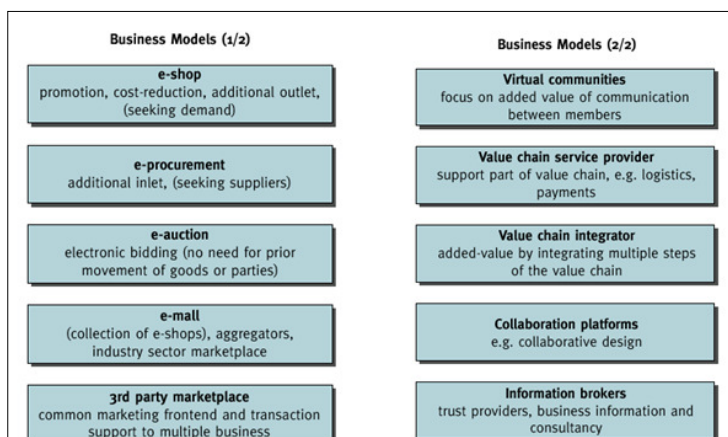 Business Models (1/2)
e-shop
promotion, cost-reduction, additional outlet,
(seeking demand)
e-procurement
additional inlet, (seeking suppliers)
e-auction
electronic bidding (no need for prior
movement of goods or parties)
e-mall
(collection of e-shops), aggregators,
industry sector marketplace
3rd party marketplace
common marketing frontend and transaction
support to multiple business
Business Models (2/2)
Virtual communities
focus on added value of communication
between members
Value chain service provider
support part of value chain, e.g. logistics,
payments
Value chain integrator
added-value by integrating multiple steps
of the value chain
Collaboration platforms
e.g. collaborative design
Information brokers
trust providers, business information and
consultancy